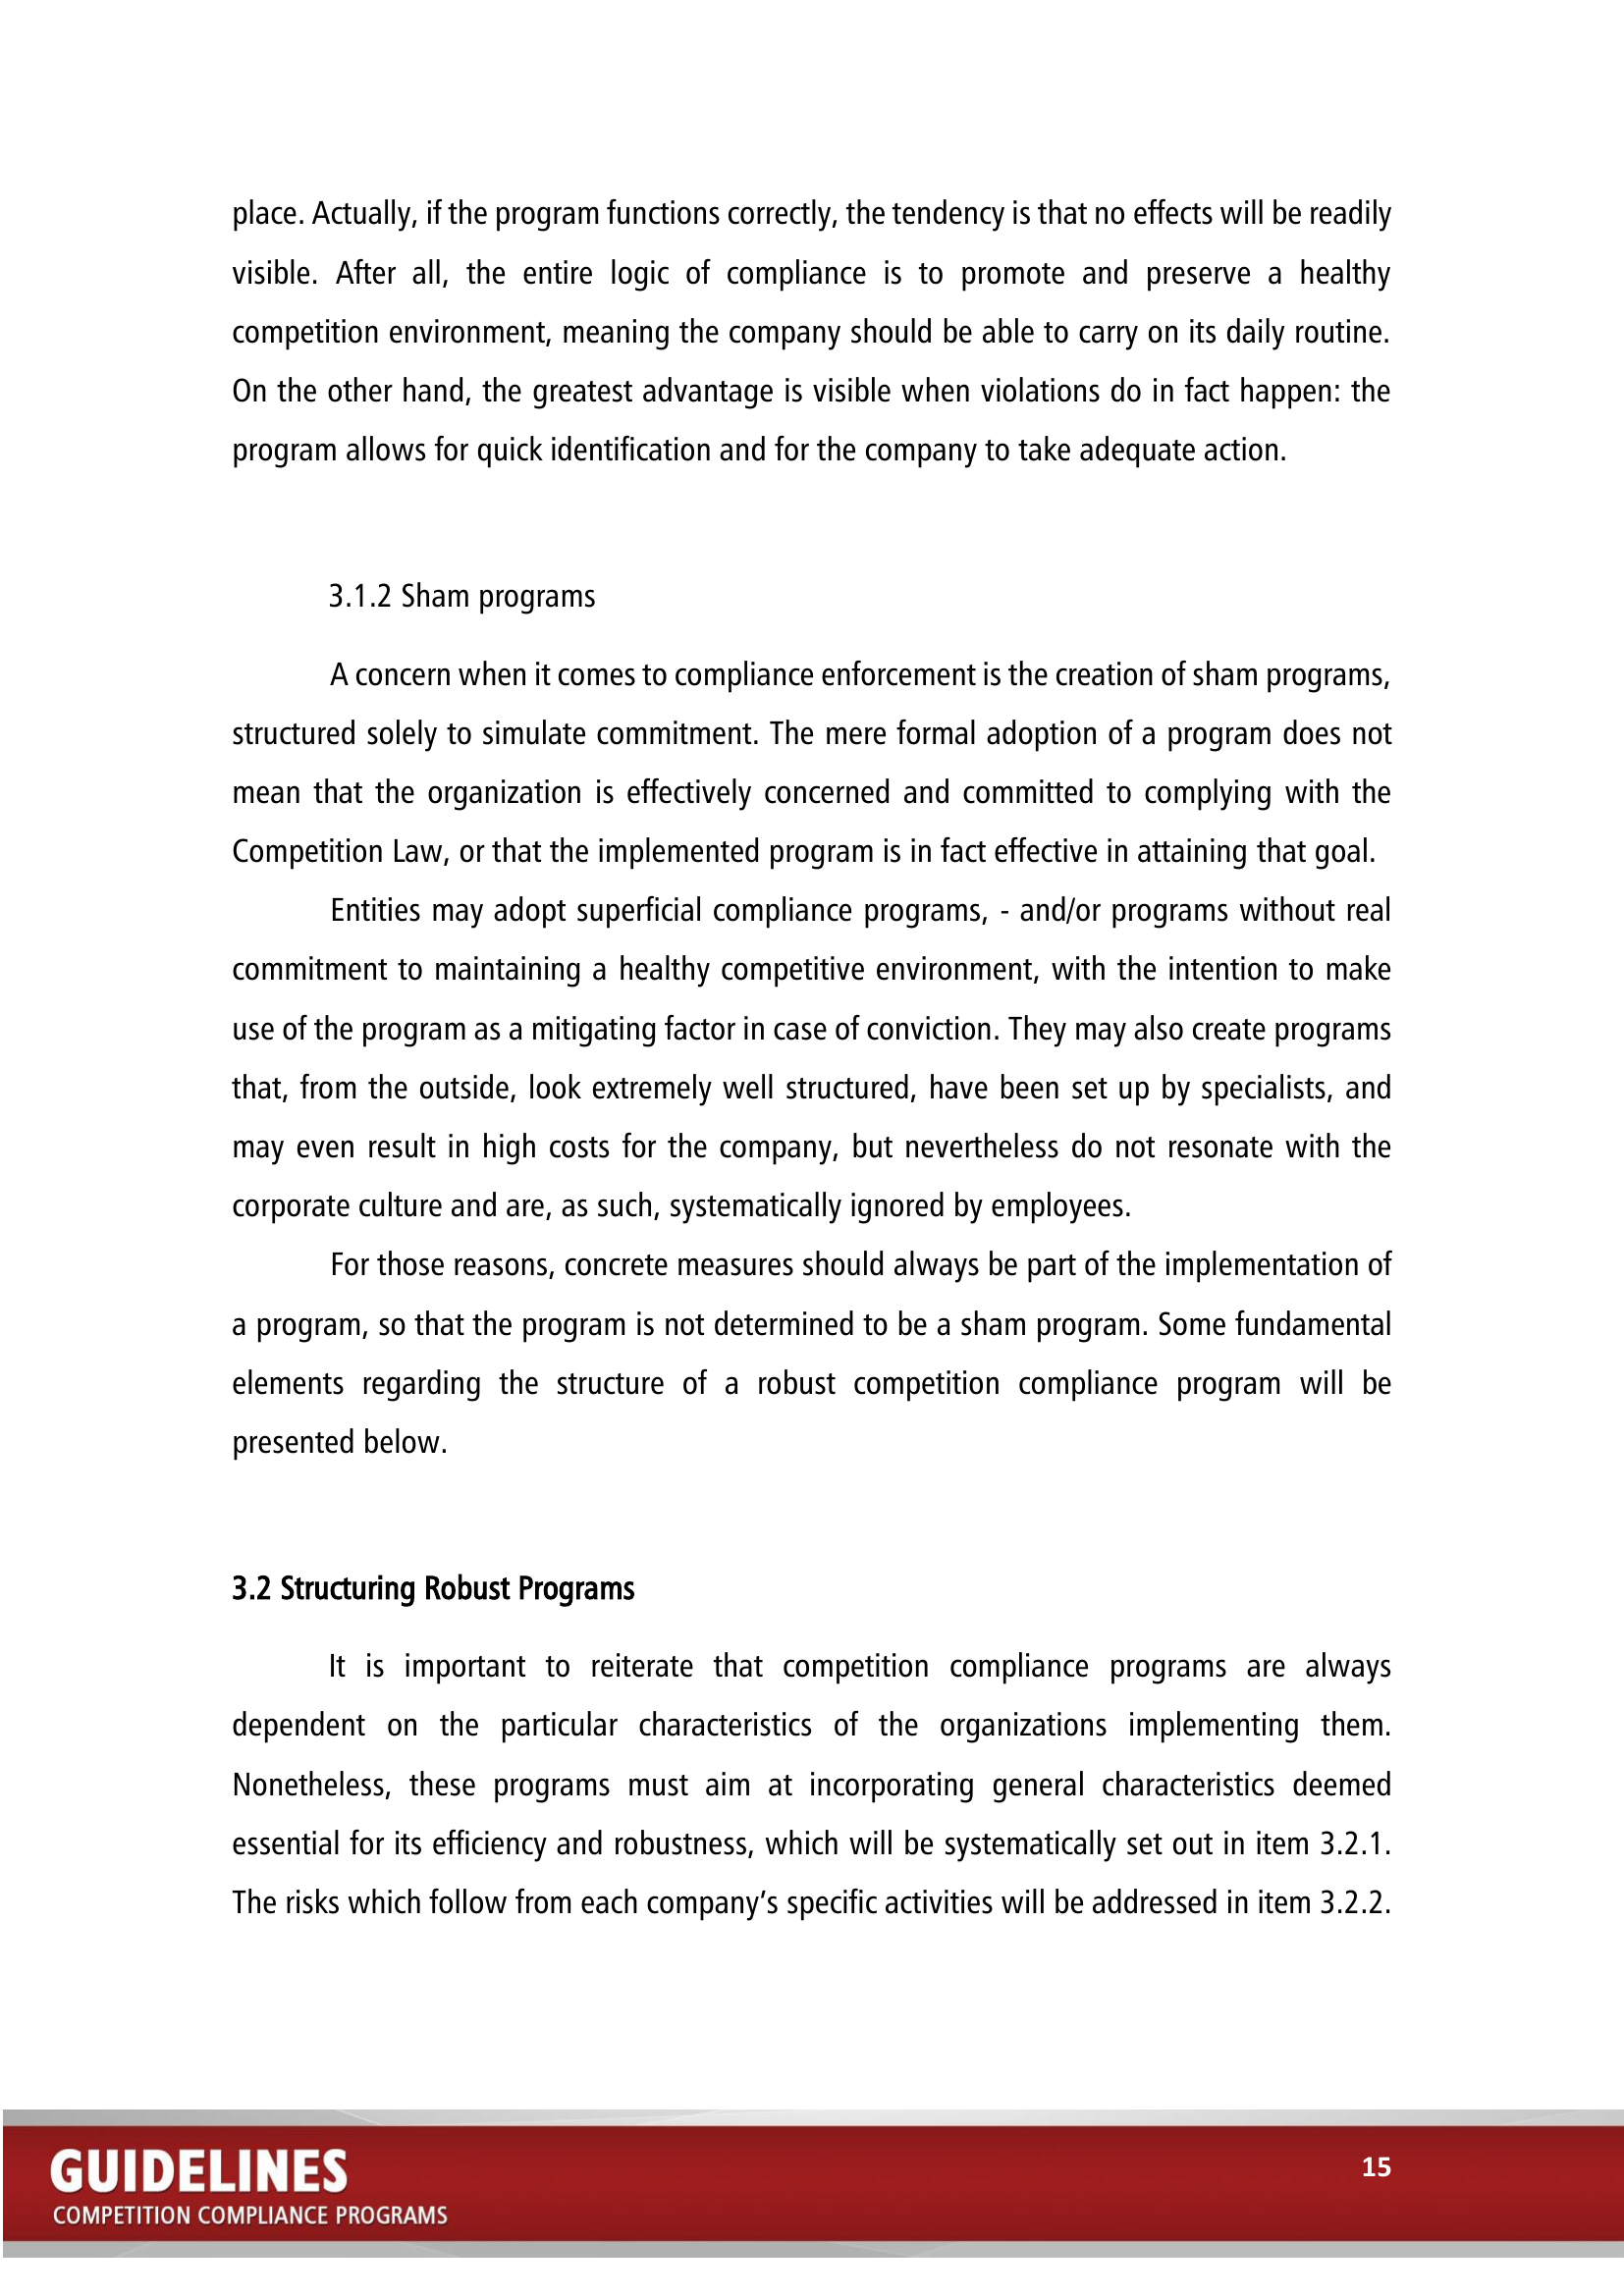 place. Actually, if the program functions correctly, the tendency is that no effects will be readily
visible. After all, the entire logic of compliance is to promote and preserve a healthy
competition environment, meaning the company should be able to carry on its daily routine.
On the other hand, the greatest advantage is visible when violations do in fact happen: the
program allows for quick identification and for the company to take adequate action.
3.1.2 Sham programs
A concern when it comes to compliance enforcement is the creation of sham programs,
structured solely to simulate commitment. The mere formal adoption of a program does not
mean that the organization is effectively concerned and committed to complying with the
Competition Law, or that the implemented program is in fact effective in attaining that goal.
Entities may adopt superficial compliance programs, - and/or programs without real
commitment to maintaining a healthy competitive environment, with the intention to make
use of the program as a mitigating factor in case of conviction. They may also create programs
that, from the outside, look extremely well structured, have been set up by specialists, and
may even result in high costs for the company, but nevertheless do not resonate with the
corporate culture and are, as such, systematically ignored by employees.
For those reasons, concrete measures should always be part of the implementation of
a program, so that the program is not determined to be a sham program. Some fundamental
elements regarding the structure of a robust competition compliance program will be
presented below.
3.2 Structuring Robust Programs
It is important to reiterate that competition compliance programs are always
dependent on the particular characteristics of the organizations implementing them.
Nonetheless, these programs must aim at incorporating general characteristics deemed
essential for its efficiency and robustness, which will be systematically set out in item 3.2.1.
The risks which follow from each company’s specific activities will be addressed in item 3.2.2.
GUIDELINES
15
COMPETITION COMPLIANCE PROGRAMS